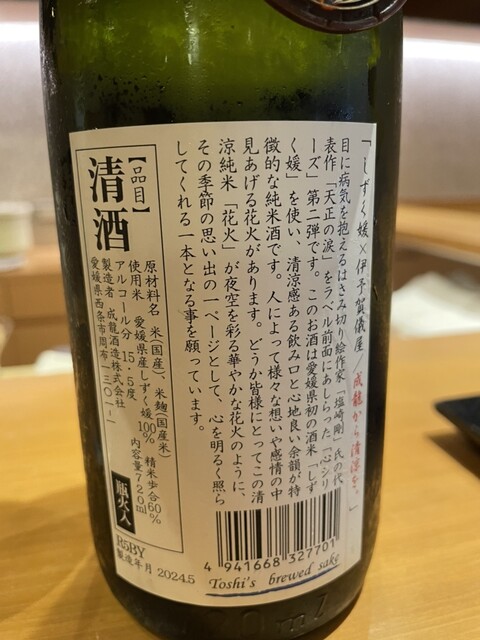 「しずく媛×伊予賀儀屋／成龍から清涼を。」
目に病気を抱えるはさみ切り絵作家「塩崎剛」氏の代
表作「天正の涙」をラベル前面にあしらった「心シリ
ーズ」第二弾です。このお酒は愛媛県初の酒米「しず
く媛」を使い、清涼感ある飲み口と心地良い余韻が特
徴的な純米酒です。人によって様々な想いや感情の中
見あげる花火があります。どうか皆様にとってこの清
涼純米「花火」が夜空を彩る華やかな花火のように、
その季節の思い出の一ページとして、心を明るく照ら
してくれる一本となる事を願っています。
【品目】
清酒
原材料名 米(国産)、米麹(国産米)
使用米 愛媛県産しずく媛100% 精米歩合60%
アルコール分 15.5度 内容量720ml
製造者 成龍酒造株式会社
愛媛県西条市周布一三〇一ー一
瓶火入
R5BY
製造年月 2024.5
4 941668 327701
Toshi's brewed sake